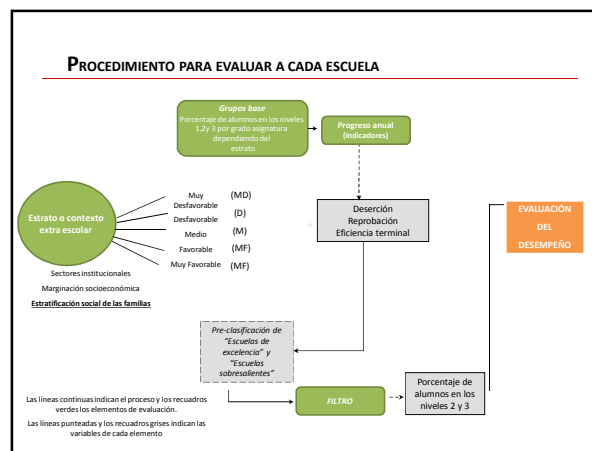 PROCEDIMIENTO PARA EVALUAR A CADA ESCUELA
Grupos base
Porcentaje de alumnos en los niveles
1,2y 3 por grado asignatura
dependiendo del
estrato
Progreso anual
(Indicadores)
Estrato o contexto
extra escolar
Muy
Desfavorable
(MD)
Desfavorable
(D)
Medio
(M)
Favorable
(MF)
Muy Favorable
(MF)
Sectores institucionales
Marginación socioeconómica
Estratificación social de las familias
Deserción
Reprobación
Eficiencia terminal
EVALUACIÓN
DEL
DESEMPEÑO
Pre-clasificación de
"Escuelas de
excelencia" y
"Escuelas
sobresalientes"
FILTRO
Porcentaje de
alumnos en los
niveles 2 y 3
Las líneas continuas indican el proceso y los recuadros
verdes los elementos de evaluación.
Las líneas punteadas y los recuadros grises indican las
variables de cada elemento